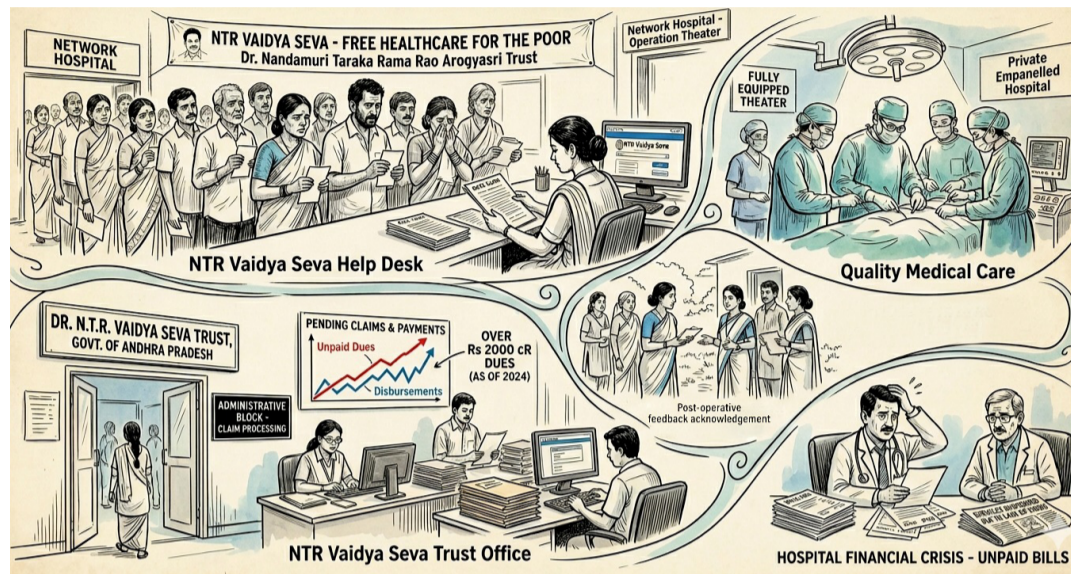 NETWORK
HOSPITAL
NTR VAIDYA SEVA - FREE HEALTHCARE FOR THE POOR
Dr. Nandamuri Taraka Rama Rao Arogyasri Trust
Network Hospital -
Operation Theater
FULLY
EQUIPPED
THEATER
Private
Empanelled
Hospital
NTR Vaidya Seva Help Desk
Quality Medical Care
DR. N.T.R. VAIDYA SEVA TRUST,
GOVT. OF ANDHRA PRADESH
PENDING CLAIMS & PAYMENTS
Unpaid Dues
Disbursements
OVER
Rs 2000 cR
DUES
(AS OF 2024)
ADMINISTRATIVE
BLOCK -
CLAIM PROCESSING
Post-operative
feedback acknowledgement
NTR Vaidya Seva Trust Office
HOSPITAL FINANCIAL CRISIS - UNPAID BILLS